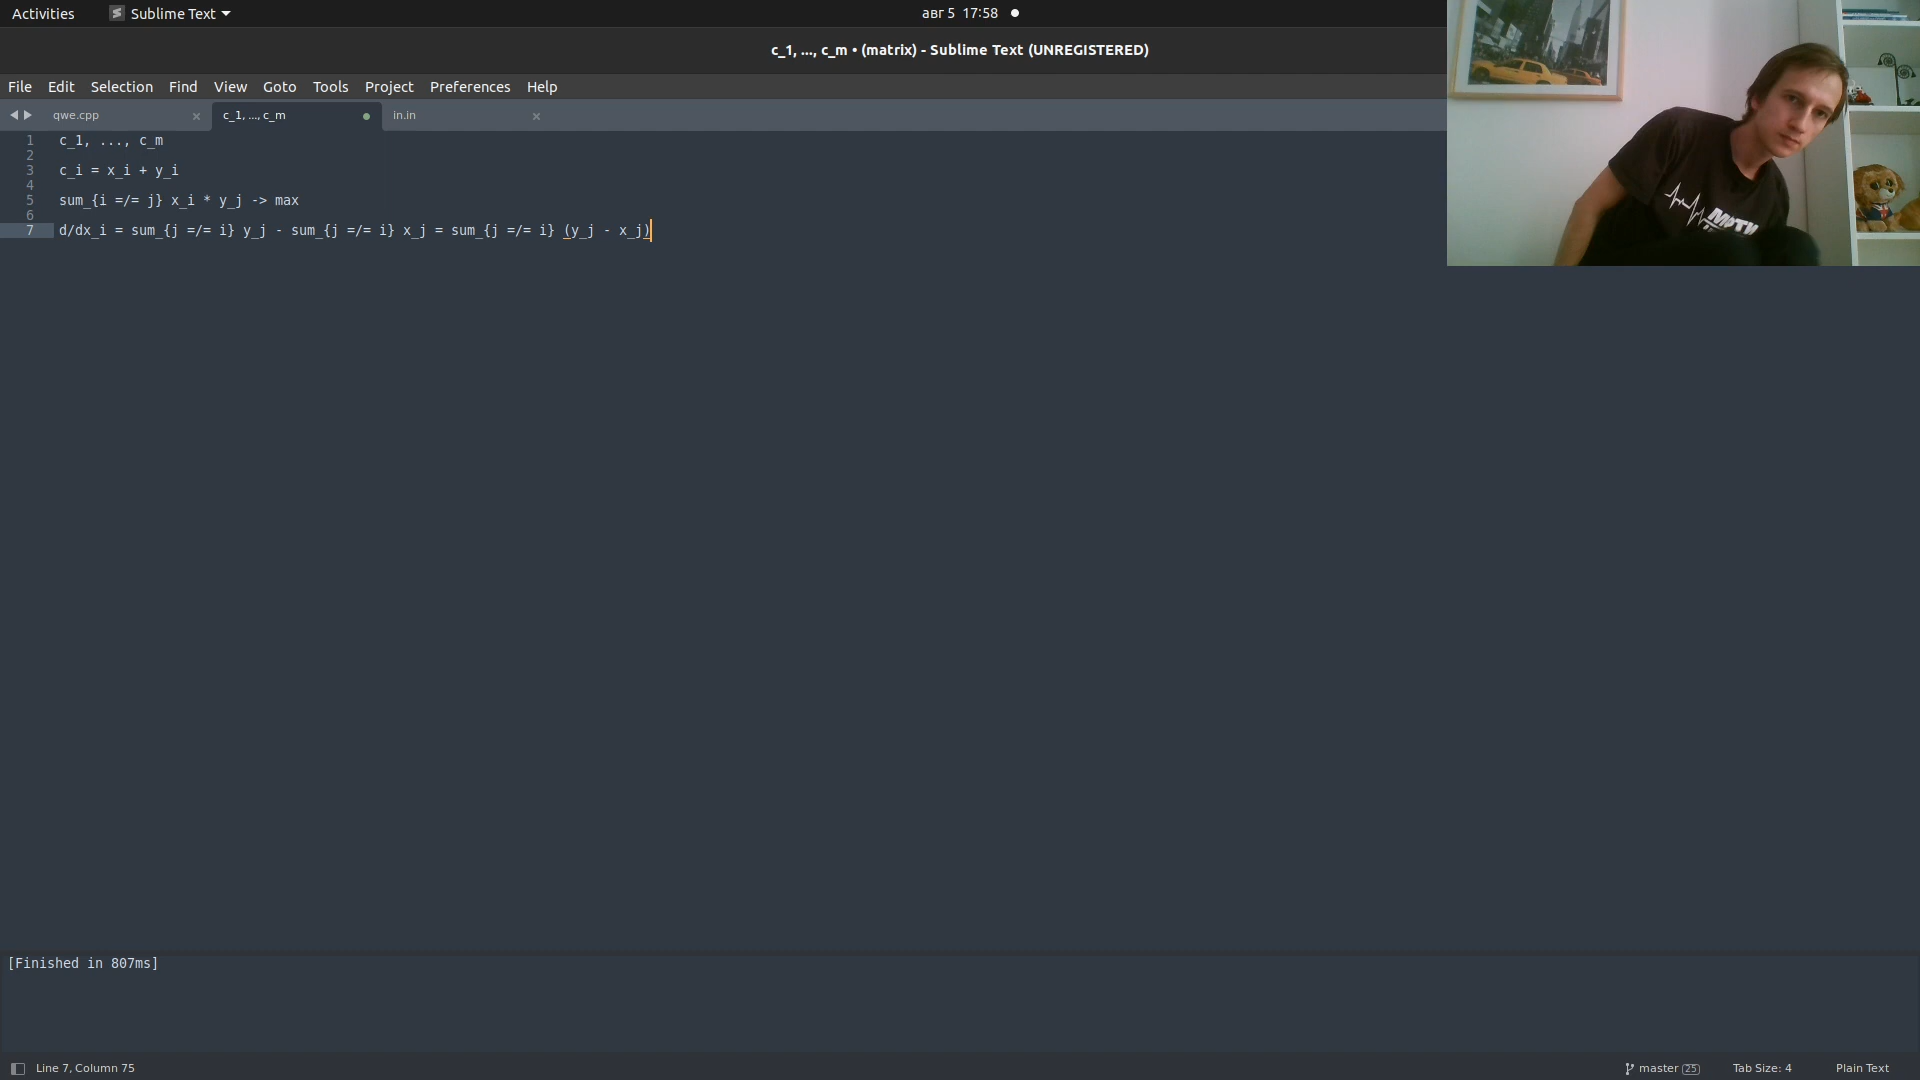 Activities
Sublime Text
авг 5 17:58
c_1, ..., c_m • (matrix) - Sublime Text (UNREGISTERED)
File Edit Selection Find View Goto Tools Project Preferences Help
qwe.cpp
c_1, ..., c_m
in.in
1 c_1, ..., c_m
2
3 c_i = x_i + y_i
4
5 sum_{i =/= j} x_i * y_j -> max
6
7 d/dx_i = sum_{j =/= i} y_j - sum_{j =/= i} x_j = sum_{j =/= i} (y_j - x_j)
[Finished in 807ms]
Line 7, Column 75
master 25
Tab Size: 4
Plain Text